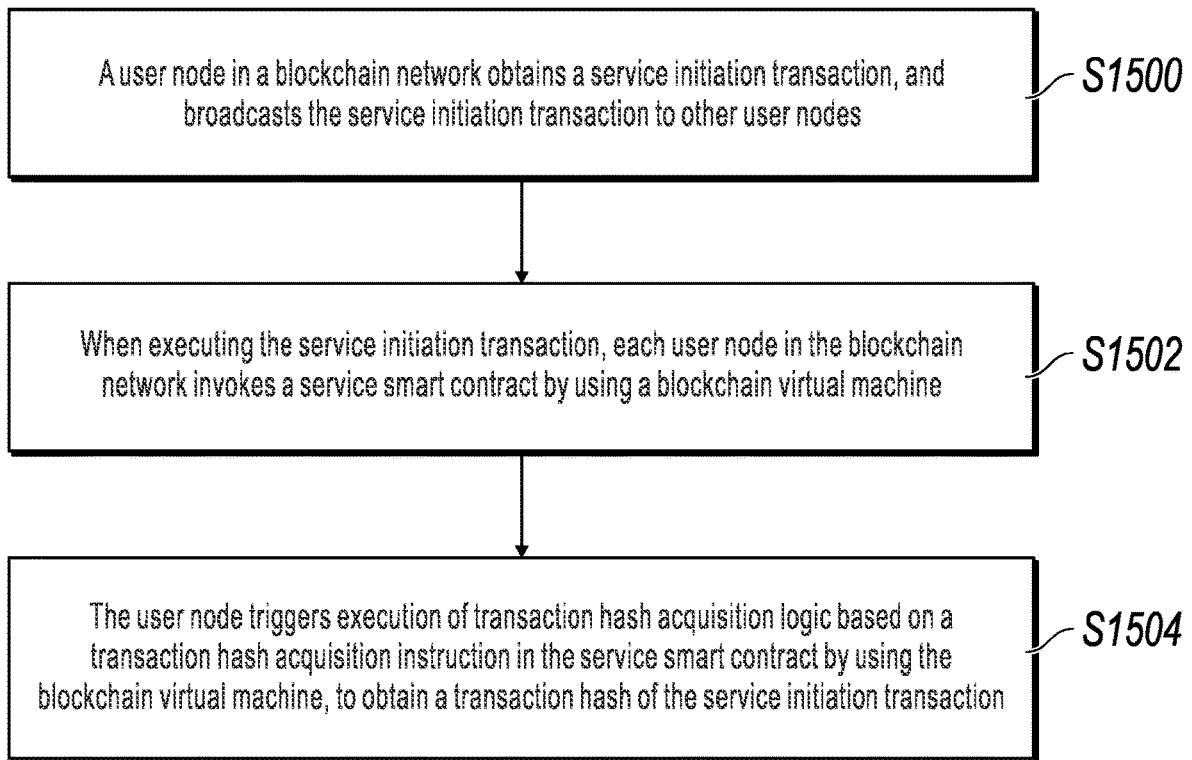 A user node in a blockchain network obtains a service initiation transaction, and
broadcasts the service initiation transaction to other user nodes
S1500
When executing the service initiation transaction, each user node in the blockchain
network invokes a service smart contract by using a blockchain virtual machine
S1502
The user node triggers execution of transaction hash acquisition logic based on a
transaction hash acquisition instruction in the service smart contract by using the
blockchain virtual machine, to obtain a transaction hash of the service initiation transaction
S1504